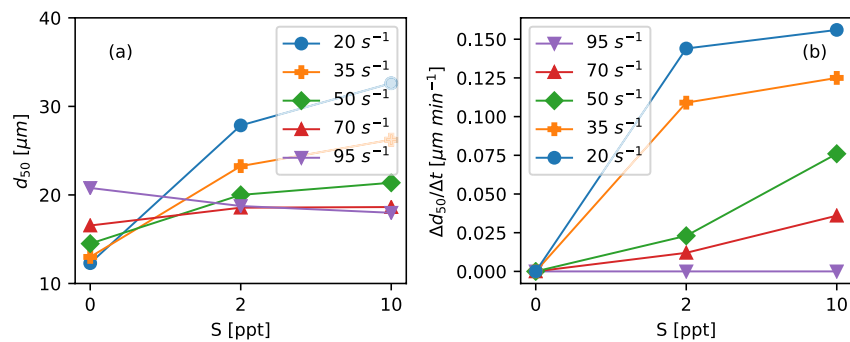 40
30
20
10
d₅₀ [μm]
(a)
20 s⁻¹
35 s⁻¹
50 s⁻¹
70 s⁻¹
95 s⁻¹
0 2 10
S [ppt]
0.150
0.125
0.100
0.075
0.050
0.025
0.000
Δd₅₀/Δt [μm min⁻¹]
95 s⁻¹
70 s⁻¹
50 s⁻¹
35 s⁻¹
20 s⁻¹
(b)
0 2 10
S [ppt]